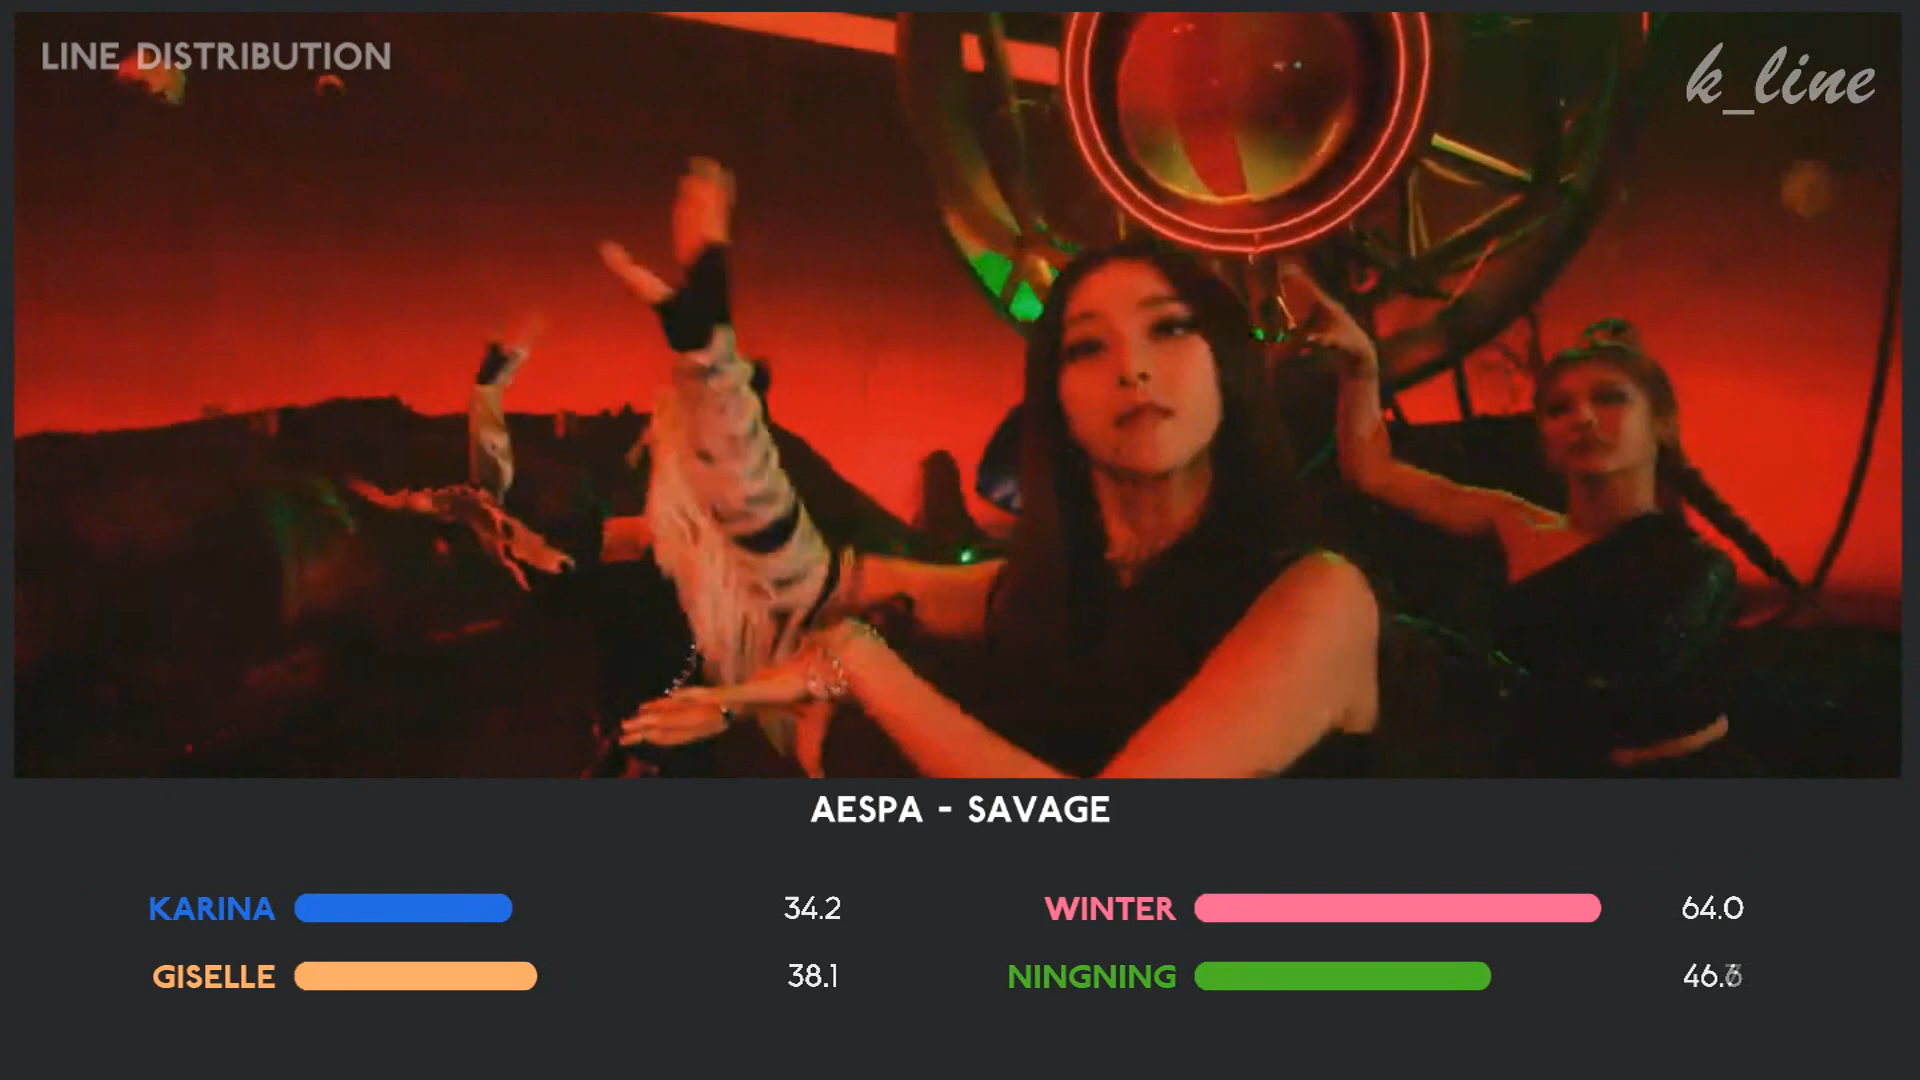 LINE DISTRIBUTION
k_line
AESPA - SAVAGE
KARINA 34.2 WINTER 64.0
GISELLE 38.1 NINGNING